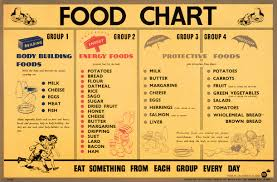 FOOD CHART
GROUP 1
BODY BUILDING
FOODS
MILK
CHEESE
EGGS
MEAT
FISH
GROUP 2
ENERGY FOODS
POTATOES
BREAD
FLOUR
OATMEAL
RICE
SAGO
SUGAR
DRIED FRUIT
HONEY
CHEESE
BUTTER
MARGARINE
DRIPPING
SUET
LARD
BACON
HAM
GROUP 3
GROUP 4
PROTECTIVE FOODS
MILK
BUTTER
MARGARINE
CHEESE
EGGS
HERRINGS
SALMON
LIVER
POTATOES
CARROTS
FRUIT
GREEN VEGETABLES
SALADS
TOMATOES
WHOLEMEAL BREAD
BROWN BREAD
EAT SOMETHING FROM EACH GROUP EVERY DAY